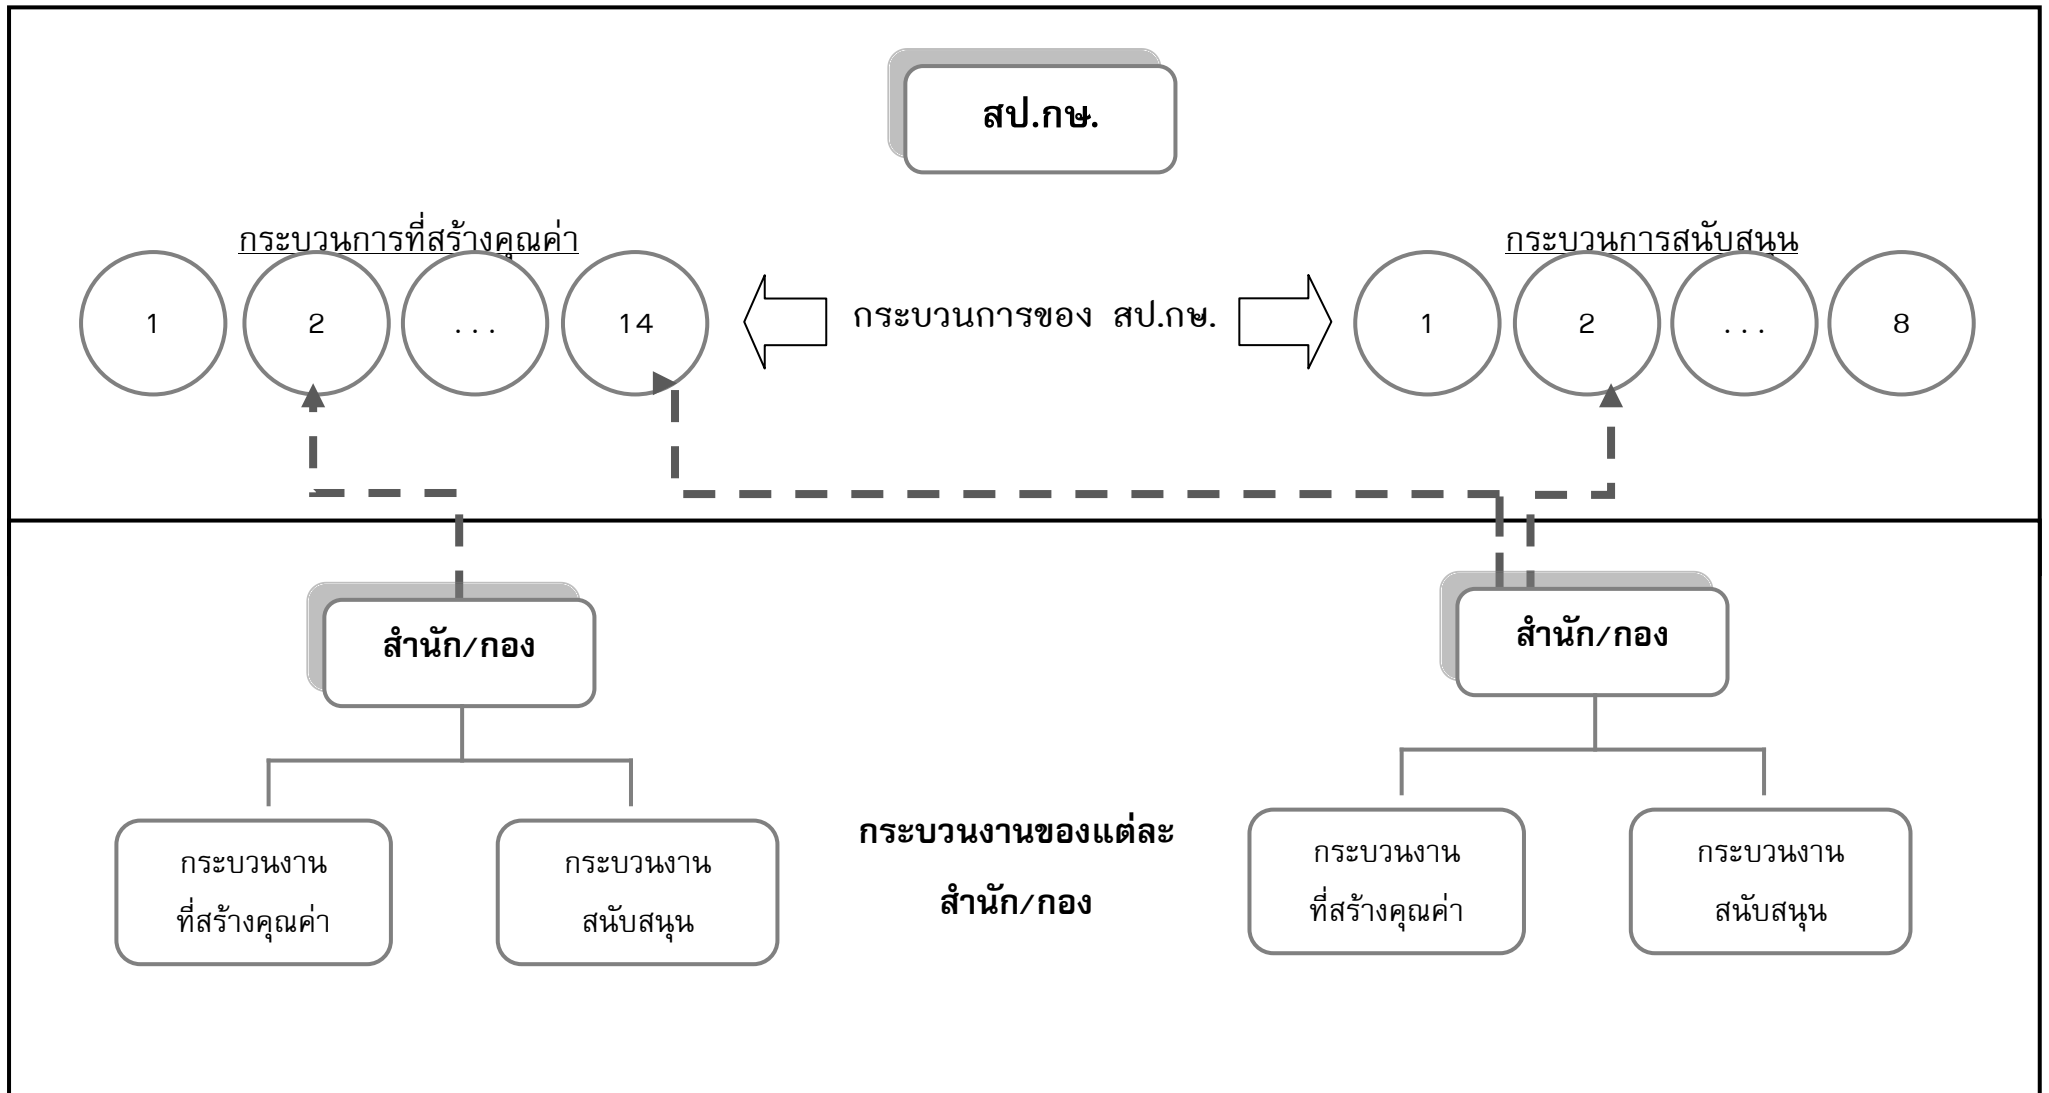 สป.กษ.
กระบวนการที่สร้างคุณค่า
กระบวนการสนับสนุน
1
2
...
14
กระบวนการของ สป.กษ.
1
2
...
8
สำนัก/กอง
สำนัก/กอง
กระบวนงาน
ที่สร้างคุณค่า
กระบวนงาน
สนับสนุน
กระบวนงานของแต่ละ
สำนัก/กอง
กระบวนงาน
ที่สร้างคุณค่า
กระบวนงาน
สนับสนุน